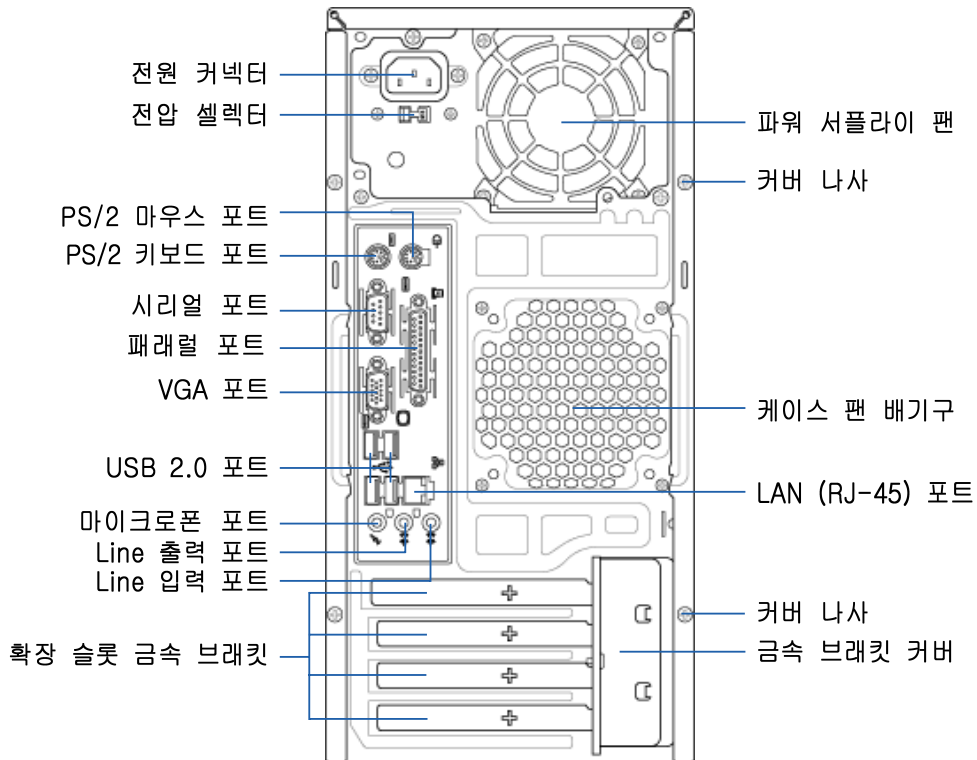 전원 커넥터
전압 셀렉터
PS/2 마우스 포트
PS/2 키보드 포트
시리얼 포트
패래럴 포트
VGA 포트
USB 2.0 포트
마이크로폰 포트
Line 출력 포트
Line 입력 포트
확장 슬롯 금속 브래킷
파워 서플라이 팬
커버 나사
케이스 팬 배기구
LAN (RJ-45) 포트
커버 나사
금속 브래킷 커버